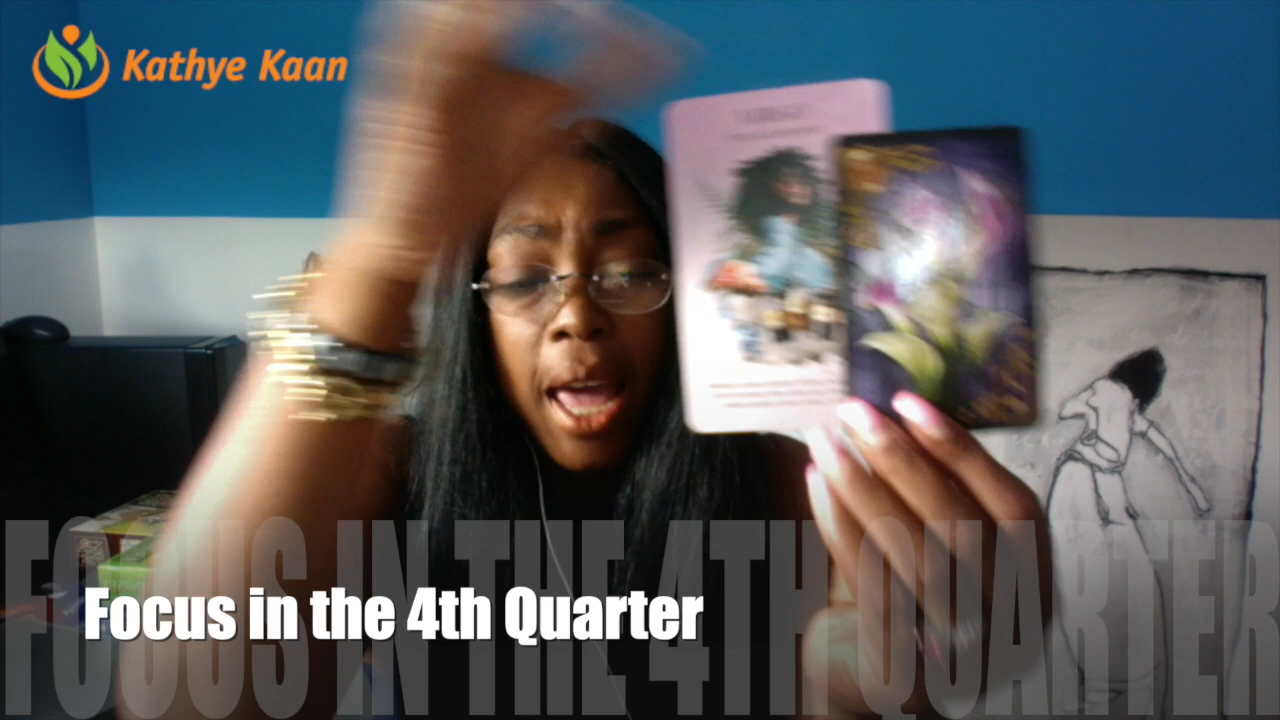 Kathye Kaan
Focus in the 4th Quarter
FOCUS IN THE 4TH QUARTER